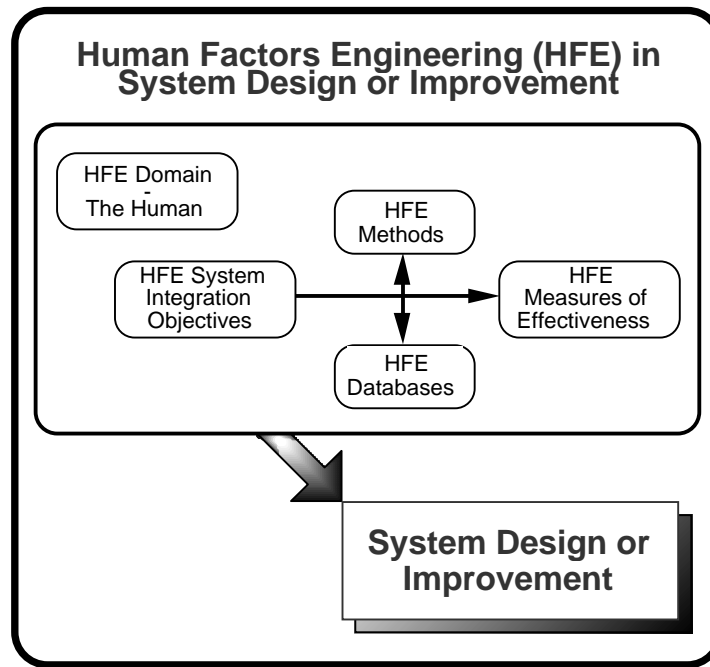 Human Factors Engineering (HFE) in
System Design or Improvement
HFE Domain
-
The Human
HFE
Methods
HFE System
Integration
Objectives
HFE
Measures of
Effectiveness
HFE
Databases
System Design or
Improvement